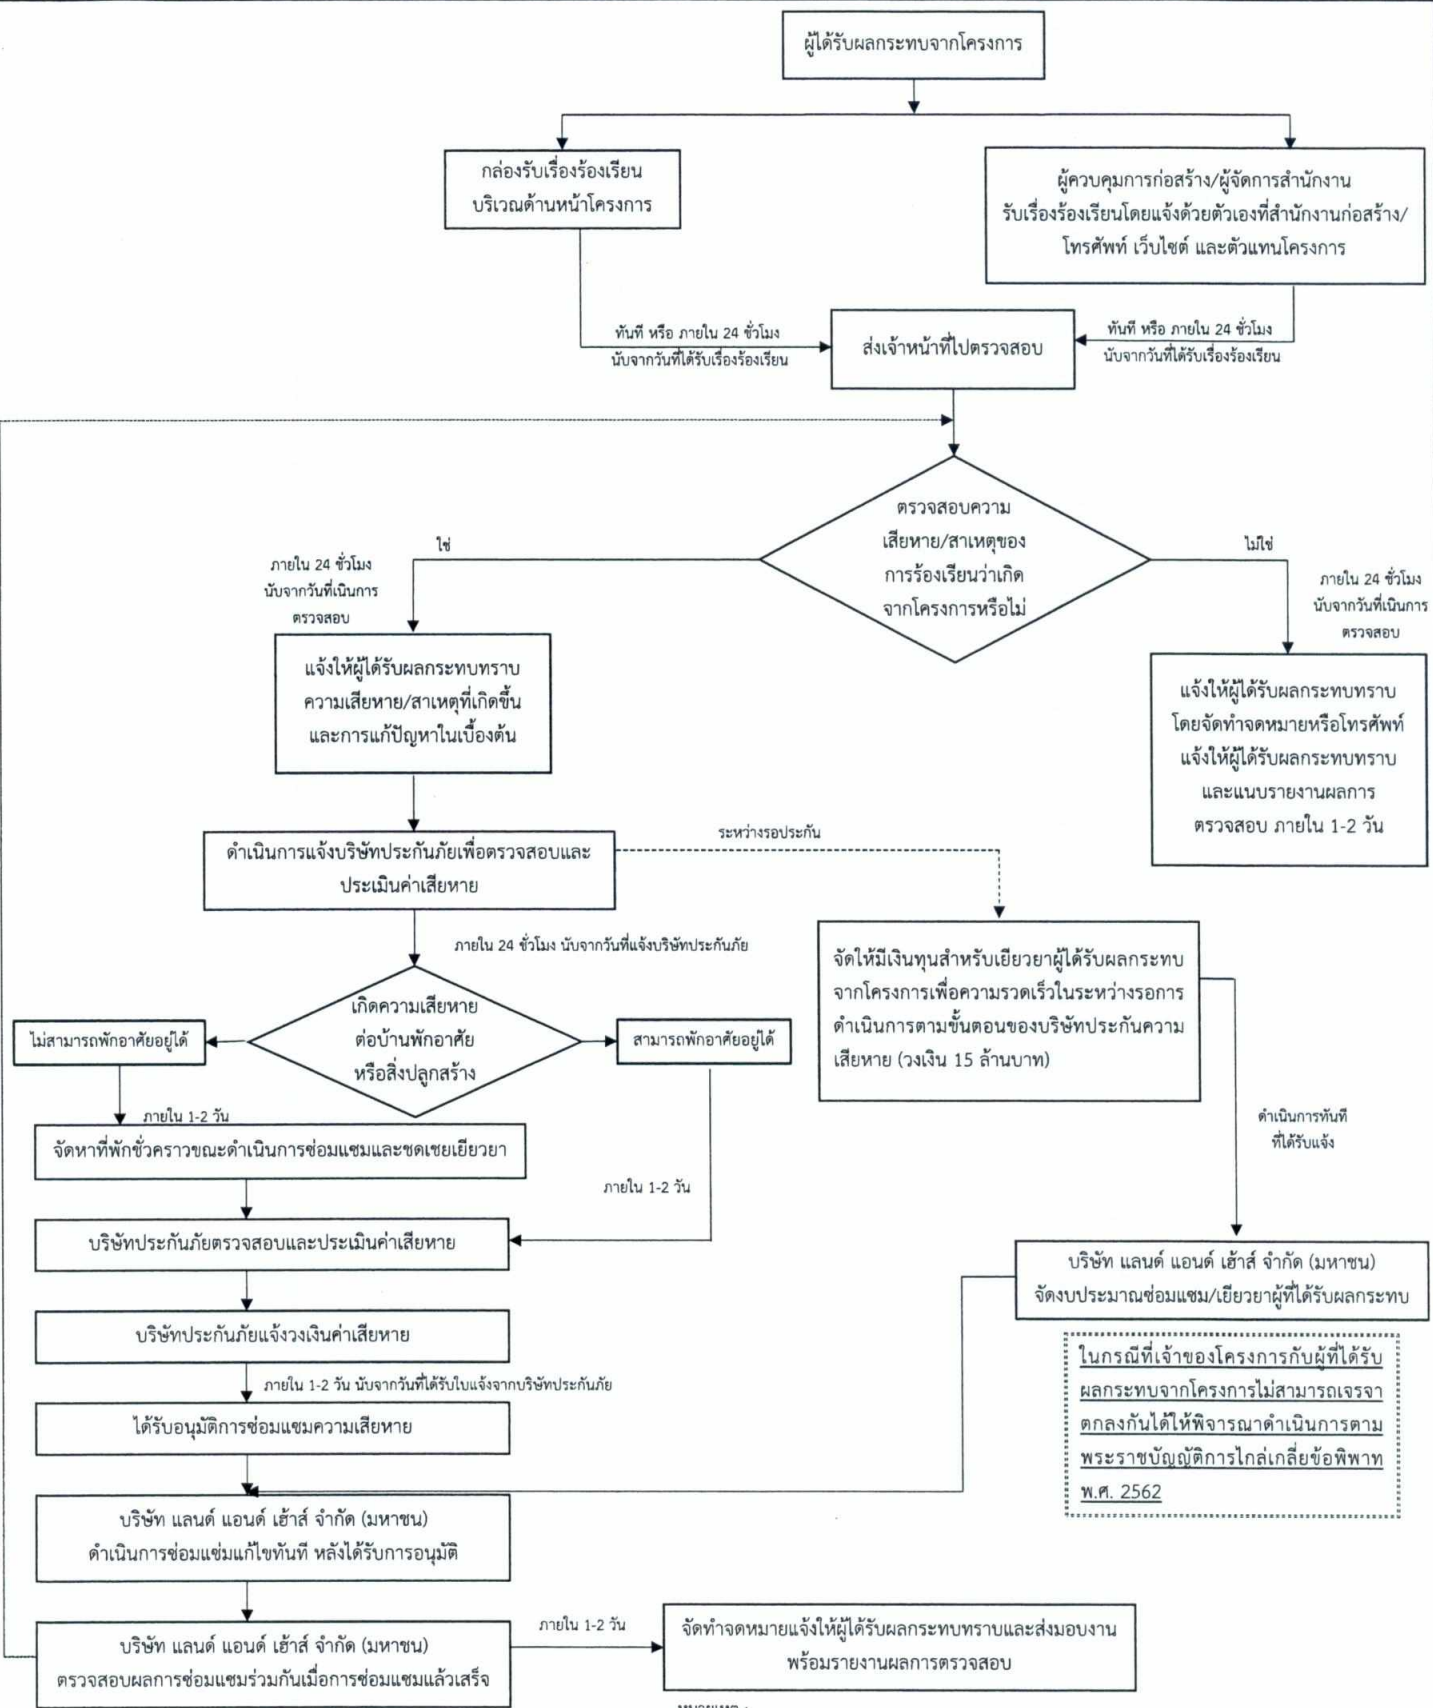 ผู้ได้รับผลกระทบจากโครงการ
กล่องรับเรื่องร้องเรียน
บริเวณด้านหน้าโครงการ
ผู้ควบคุมการก่อสร้าง/ผู้จัดการสำนักงาน
รับเรื่องร้องเรียนโดยแจ้งด้วยตัวเองที่สำนักงานก่อสร้าง/
โทรศัพท์ เว็บไซต์ และตัวแทนโครงการ
ทันที หรือ ภายใน 24 ชั่วโมง
นับจากวันที่ได้รับเรื่องร้องเรียน
ส่งเจ้าหน้าที่ไปตรวจสอบ
ทันที หรือ ภายใน 24 ชั่วโมง
นับจากวันที่ได้รับเรื่องร้องเรียน
ตรวจสอบความ
เสียหาย/สาเหตุของ
การร้องเรียนว่าเกิด
จากโครงการหรือไม่
ใช่
ไม่ใช่
ภายใน 24 ชั่วโมง
นับจากวันที่เนินการ
ตรวจสอบ
ภายใน 24 ชั่วโมง
นับจากวันที่เนินการ
ตรวจสอบ
แจ้งให้ผู้ได้รับผลกระทบทราบ
ความเสียหาย/สาเหตุที่เกิดขึ้น
และการแก้ปัญหาในเบื้องต้น
แจ้งให้ผู้ได้รับผลกระทบทราบ
โดยจัดทำจดหมายหรือโทรศัพท์
แจ้งให้ผู้ได้รับผลกระทบทราบ
และแนบรายงานผลการ
ตรวจสอบ ภายใน 1-2 วัน
ดำเนินการแจ้งบริษัทประกันภัยเพื่อตรวจสอบและ
ประเมินค่าเสียหาย
ระหว่างรอประกัน
ภายใน 24 ชั่วโมง นับจากวันที่แจ้งบริษัทประกันภัย
จัดให้มีเงินทุนสำหรับเยียวยาผู้ได้รับผลกระทบ
จากโครงการเพื่อความรวดเร็วในระหว่างรอการ
ดำเนินการตามขั้นตอนของบริษัทประกันความ
เสียหาย (วงเงิน 15 ล้านบาท)
เกิดความเสียหาย
ต่อบ้านพักอาศัย
หรือสิ่งปลูกสร้าง
ไม่สามารถพักอาศัยอยู่ได้
สามารถพักอาศัยอยู่ได้
ภายใน 1-2 วัน
จัดหาที่พักชั่วคราวขณะดำเนินการซ่อมแซมและชดเชยเยียวยา
ดำเนินการทันที
ที่ได้รับแจ้ง
ภายใน 1-2 วัน
บริษัทประกันภัยตรวจสอบและประเมินค่าเสียหาย
บริษัท แลนด์ แอนด์ เฮ้าส์ จำกัด (มหาชน)
จัดงบประมาณซ่อมแซม/เยียวยาผู้ที่ได้รับผลกระทบ
บริษัทประกันภัยแจ้งวงเงินค่าเสียหาย
ภายใน 1-2 วัน นับจากวันที่ได้รับใบแจ้งจากบริษัทประกันภัย
ในกรณีที่เจ้าของโครงการกับผู้ที่ได้รับ
ผลกระทบจากโครงการไม่สามารถเจรจา
ตกลงกันได้ให้พิจารณาดำเนินการตาม
พระราชบัญญัติการไกล่เกลี่ยข้อพิพาท
พ.ศ. 2562
ได้รับอนุมัติการซ่อมแซมความเสียหาย
บริษัท แลนด์ แอนด์ เฮ้าส์ จำกัด (มหาชน)
ดำเนินการซ่อมแซ่มแก้ไขทันที หลังได้รับการอนุมัติ
บริษัท แลนด์ แอนด์ เฮ้าส์ จำกัด (มหาชน)
ตรวจสอบผลการซ่อมแซมร่วมกันเมื่อการซ่อมแซมแล้วเสร็จ
ภายใน 1-2 วัน
จัดทำจดหมายแจ้งให้ผู้ได้รับผลกระทบทราบและส่งมอบงาน
พร้อมรายงานผลการตรวจสอบ